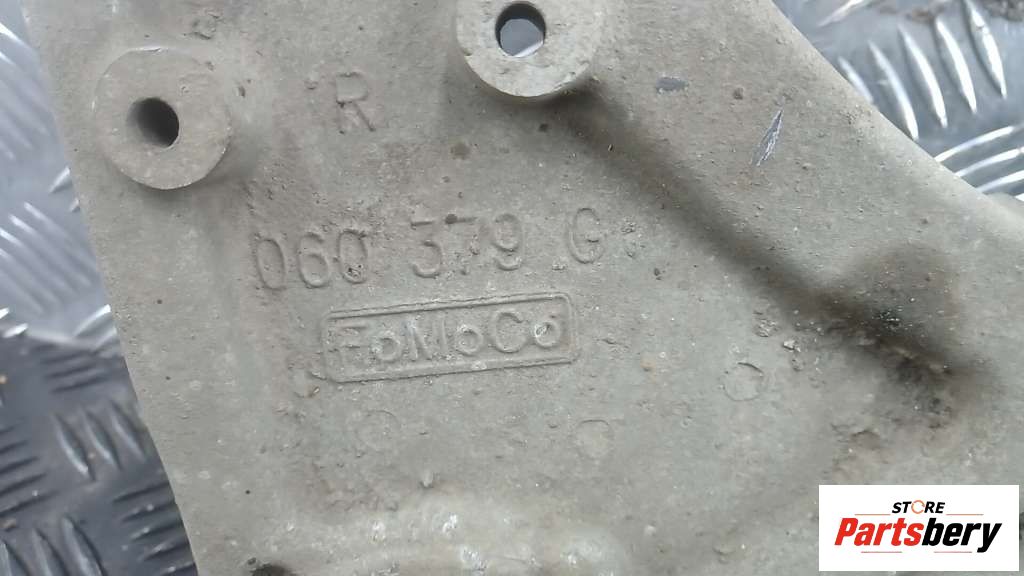 R
060 379 G
FoMoCo
STORE
Partsbery